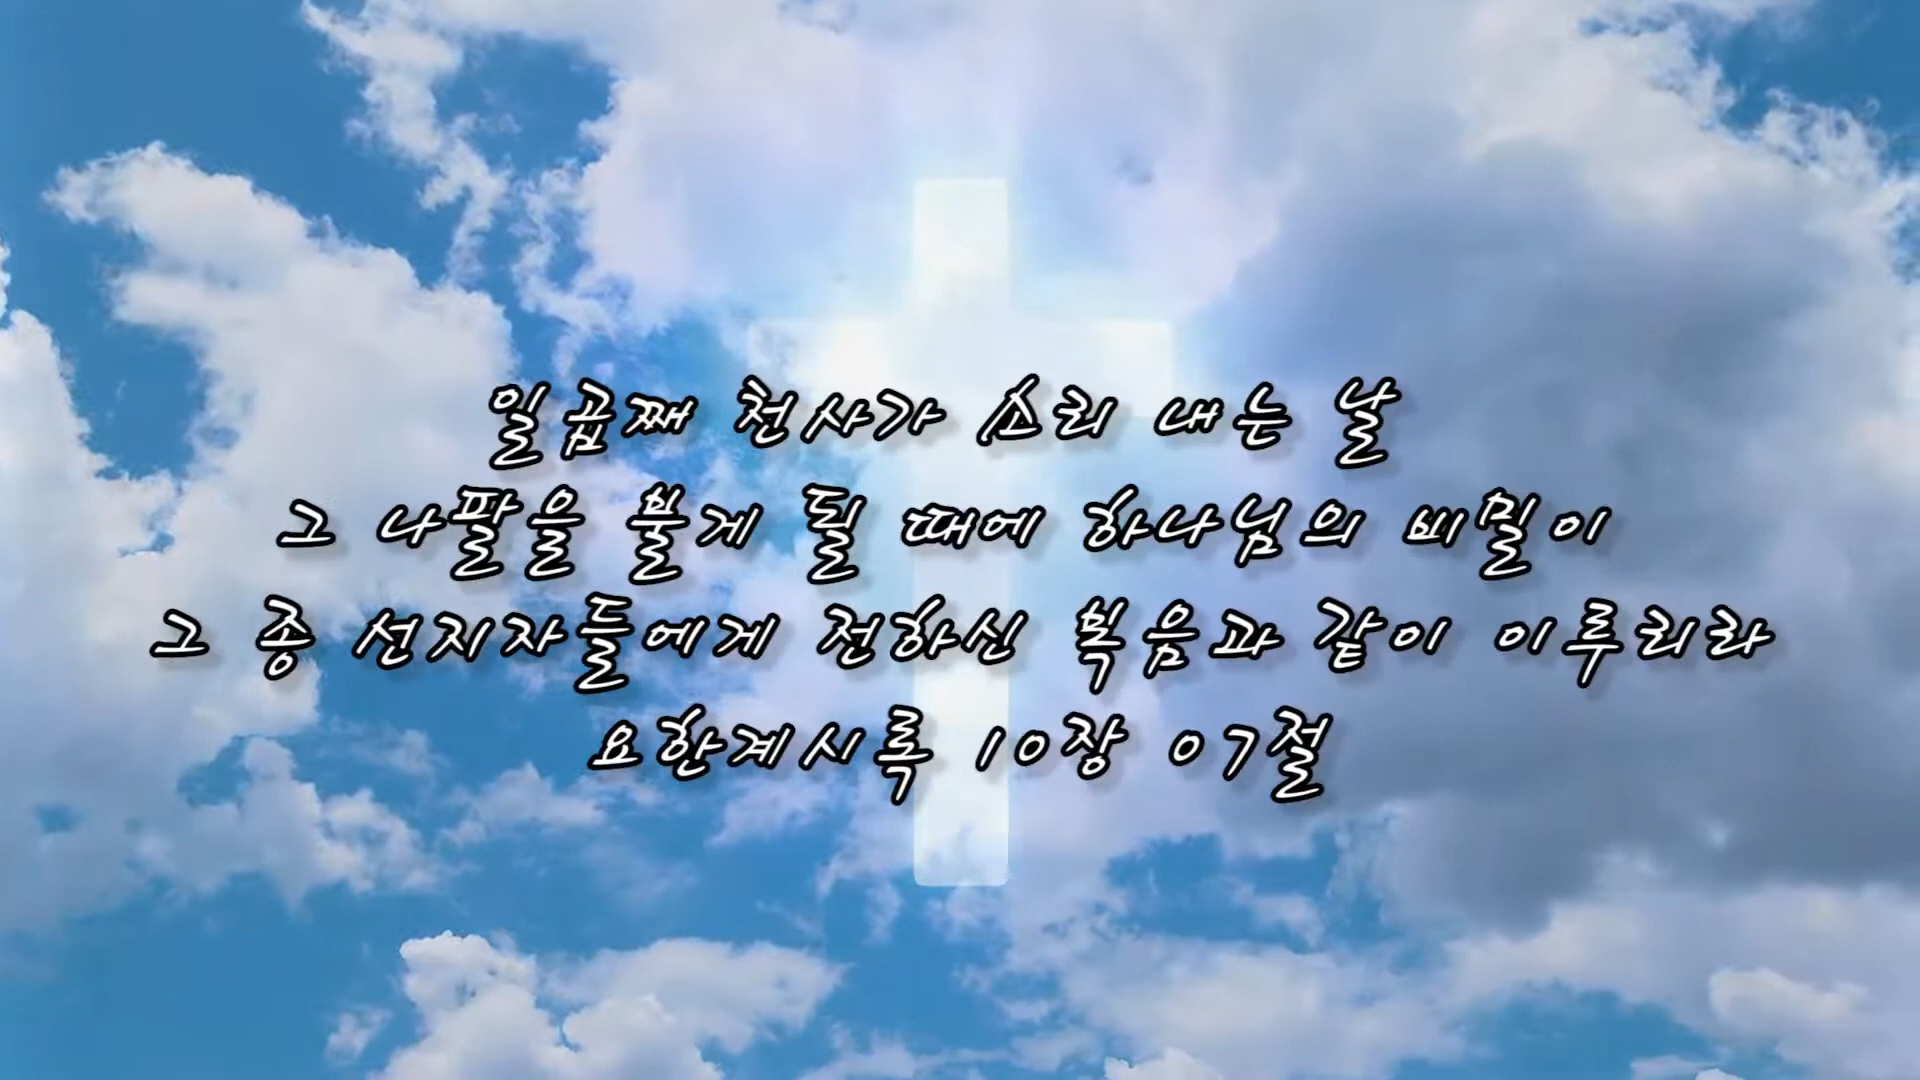 일곱째 천사가 소리 내는 날
그 나팔을 불게 될 때에 하나님의 비밀이
그 종 선지자들에게 전하신 복음과 같이 이루리라
요한계시록 10장 07절